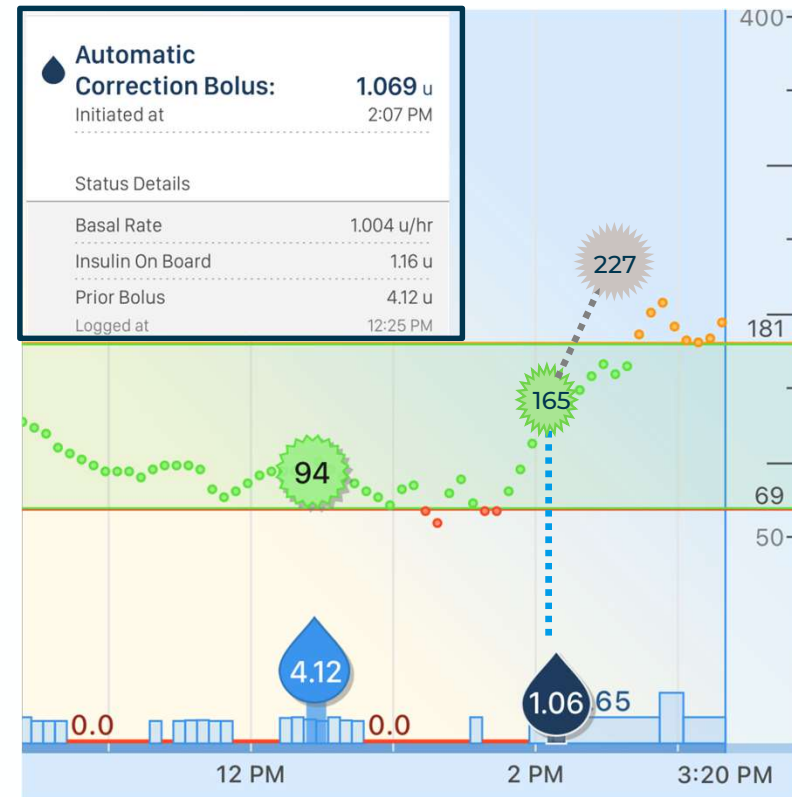 Automatic
Correction Bolus: 1.069 u
Initiated at 2:07 PM
Status Details
Basal Rate 1.004 u/hr
Insulin On Board 1.16 u
Prior Bolus 4.12 u
Logged at 12:25 PM
400
227
181
165
94
69
50
4.12
1.06 65
0.0 0.0
12 PM 2 PM 3:20 PM